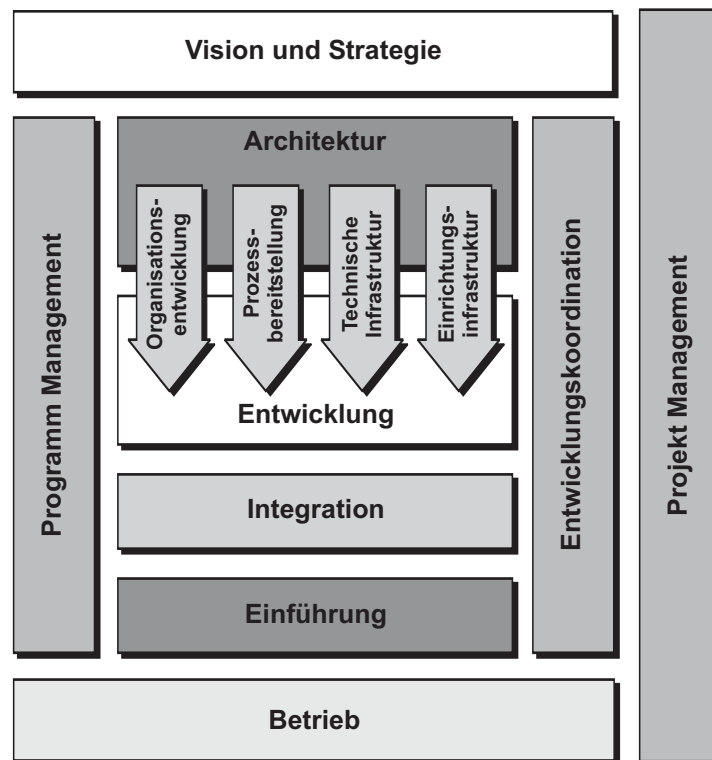 Vision und Strategie
Programm Management
Architektur
Organisations-
entwicklung
Prozess-
bereitstellung
Technische
Infrastruktur
Einrichtungs-
infrastruktur
Entwicklung
Integration
Einführung
Entwicklungskoordination
Projekt Management
Betrieb